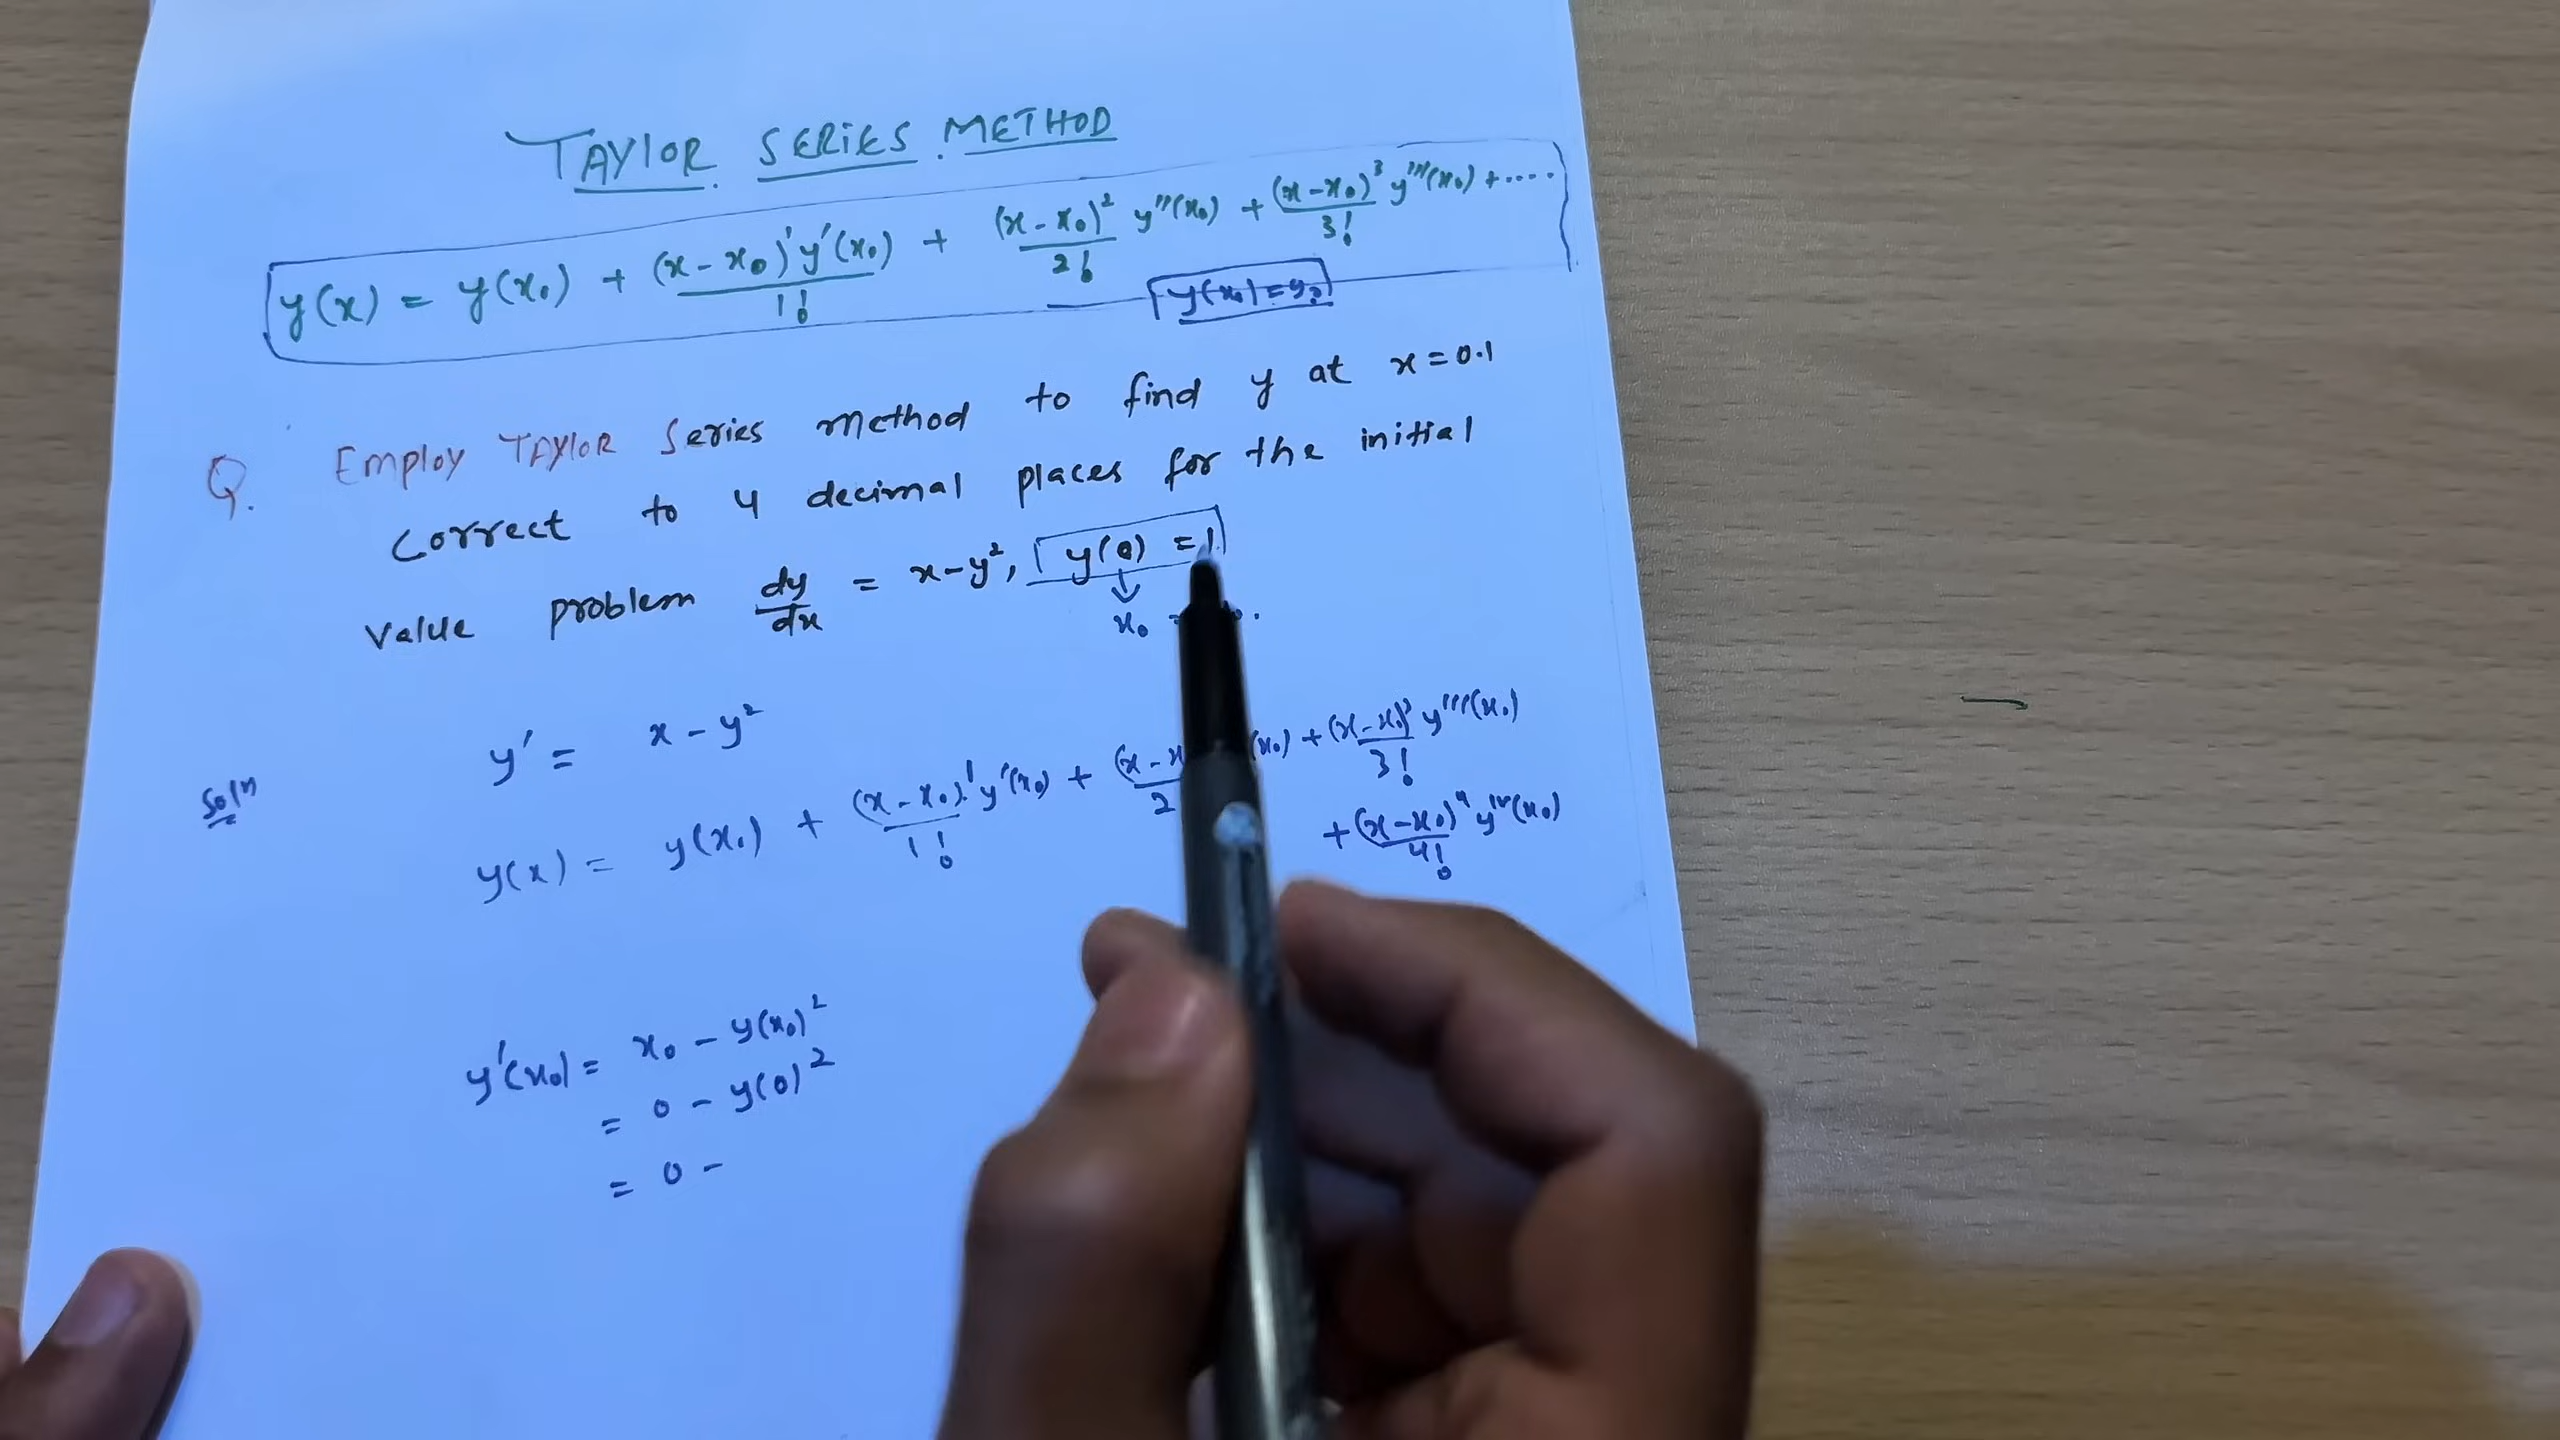 TAYLOR SERIES METHOD
y(x) = y(x₀) + (x-x₀)¹y'(x₀)/1! + (x-x₀)²/2! y''(x₀) + (x-x₀)³/3! y'''(x₀) + ....
y(x₀)=y₀
Q. Employ TAYLOR Series method to find y at x=0.1
correct to 4 decimal places for the initial
value problem dy/dx = x-y², y(0) =1
x₀
y' = x - y²
Soln
y(x) = y(x₀) + (x-x₀)¹/1! y'(x₀) + (x-x (x₀) + (x-x₀)³/3! y'''(x₀)
+ (x-x₀)⁴/4! yⁱᵛ(x₀)
y'(x₀) = x₀ - y(x₀)²
= 0 - y(0)²
= 0 -